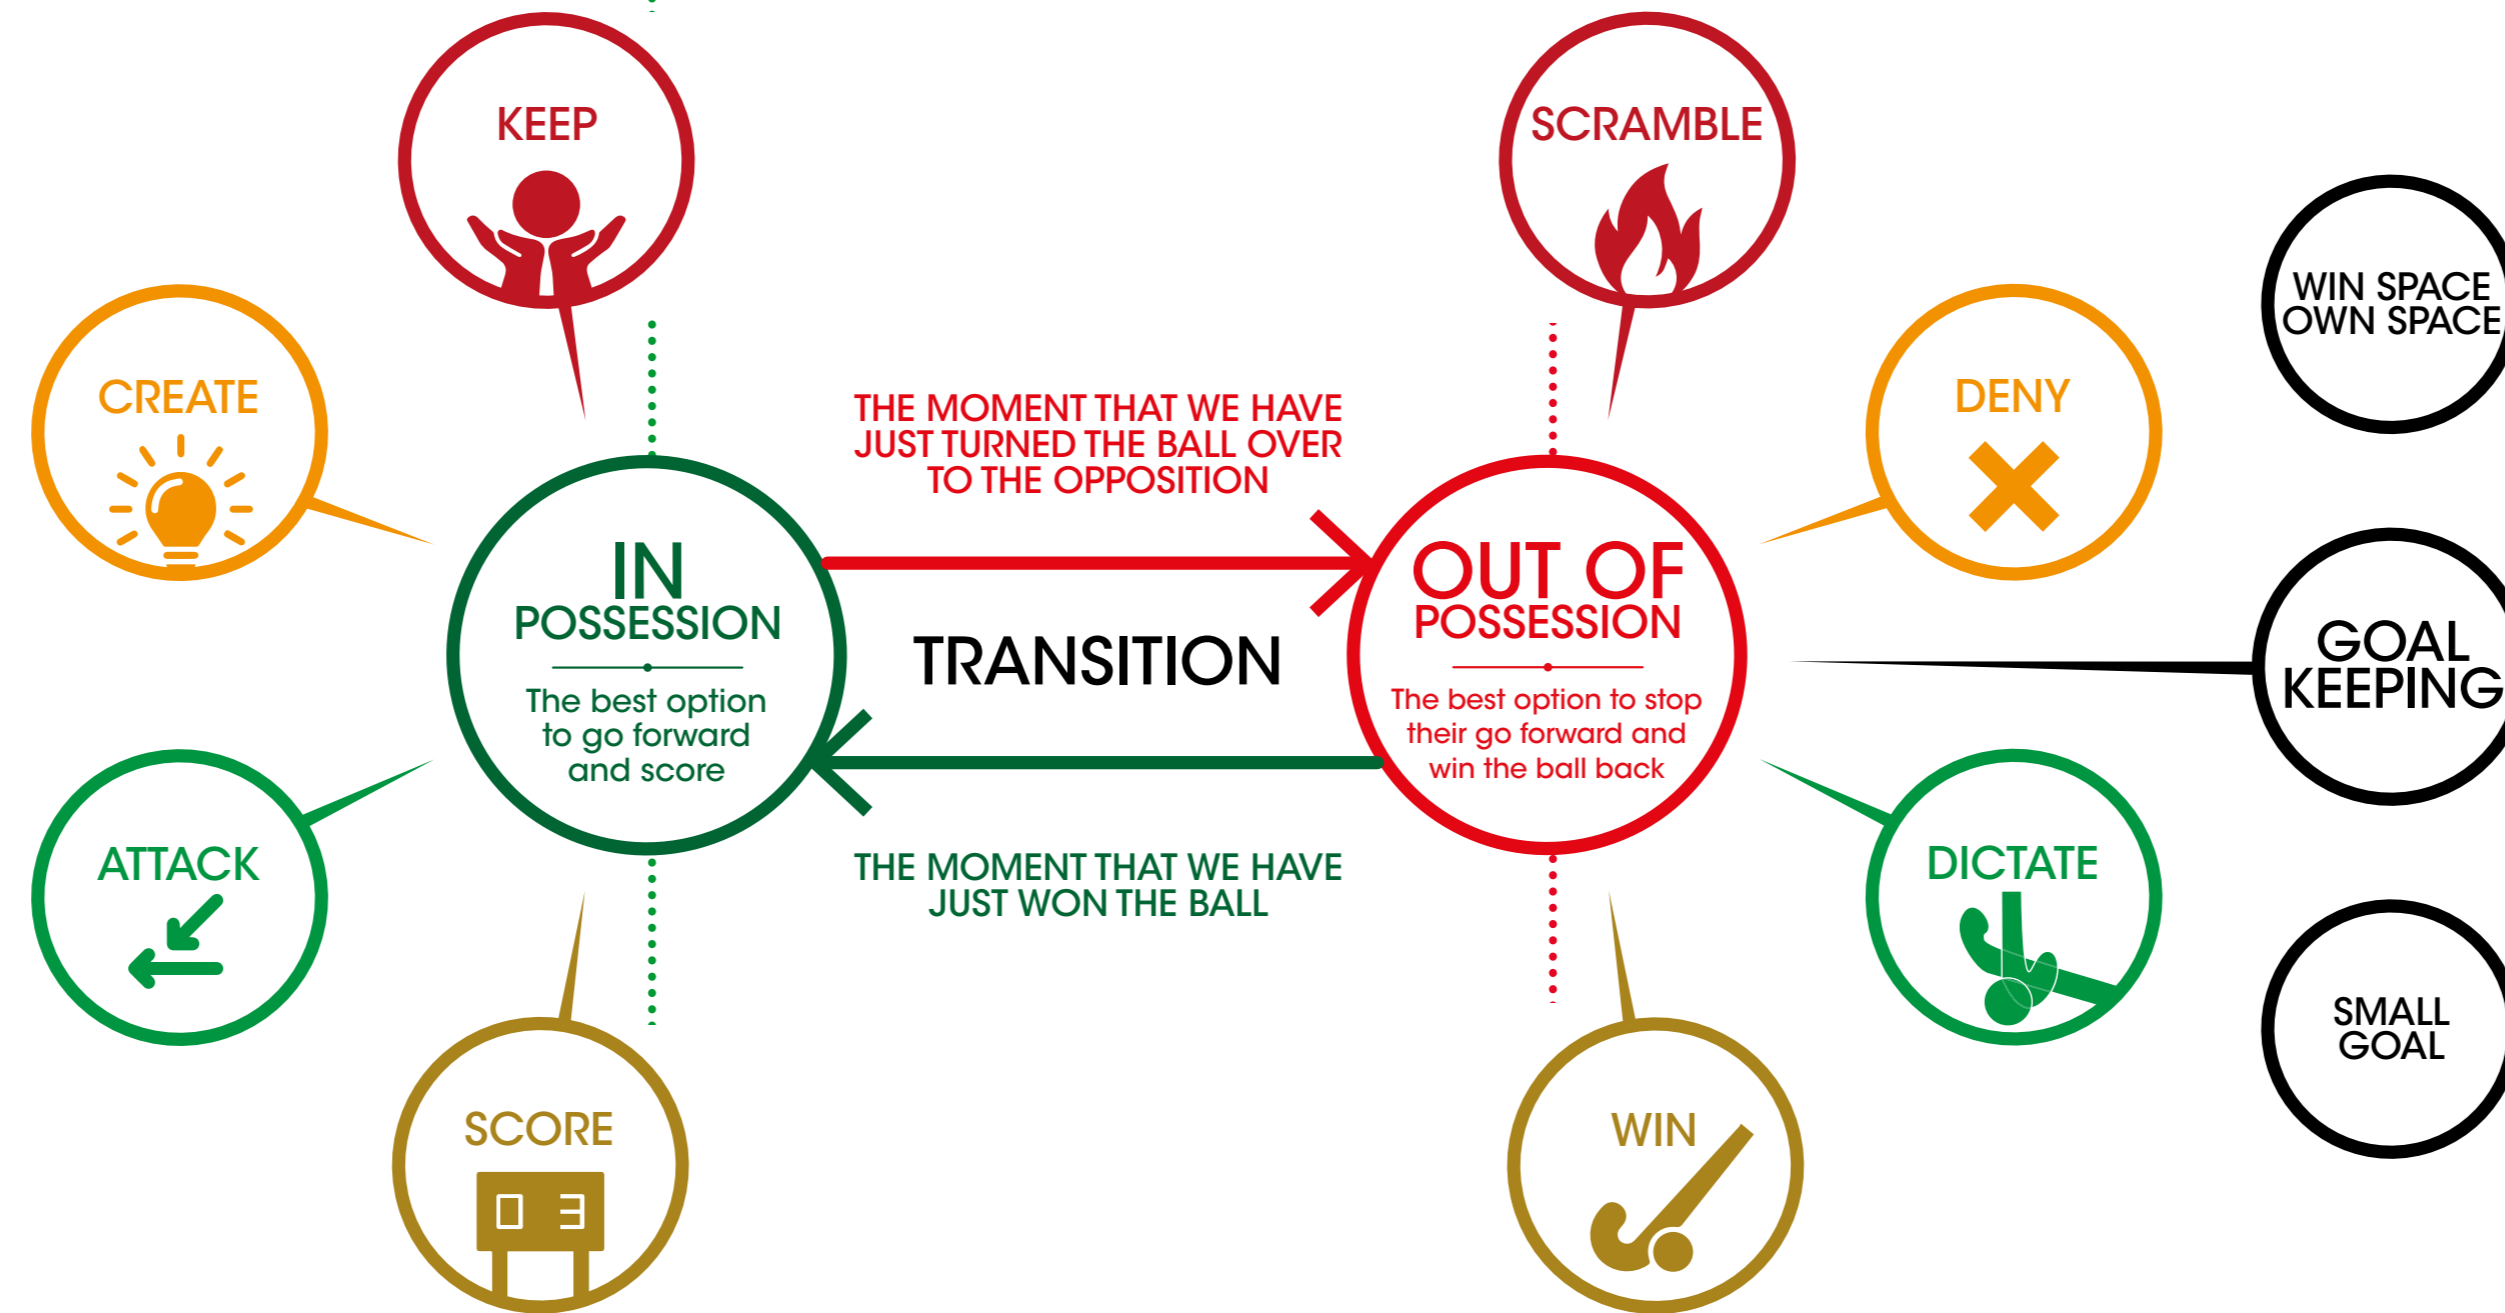 KEEP
SCRAMBLE
WIN SPACE
OWN SPACE
CREATE
DENY
THE MOMENT THAT WE HAVE
JUST TURNED THE BALL OVER
TO THE OPPOSITION
IN
POSSESSION
The best option
to go forward
and score
TRANSITION
OUT OF
POSSESSION
The best option to stop
their go forward and
win the ball back
GOAL
KEEPING
ATTACK
THE MOMENT THAT WE HAVE
JUST WON THE BALL
DICTATE
SMALL
GOAL
SCORE
0 3
WIN